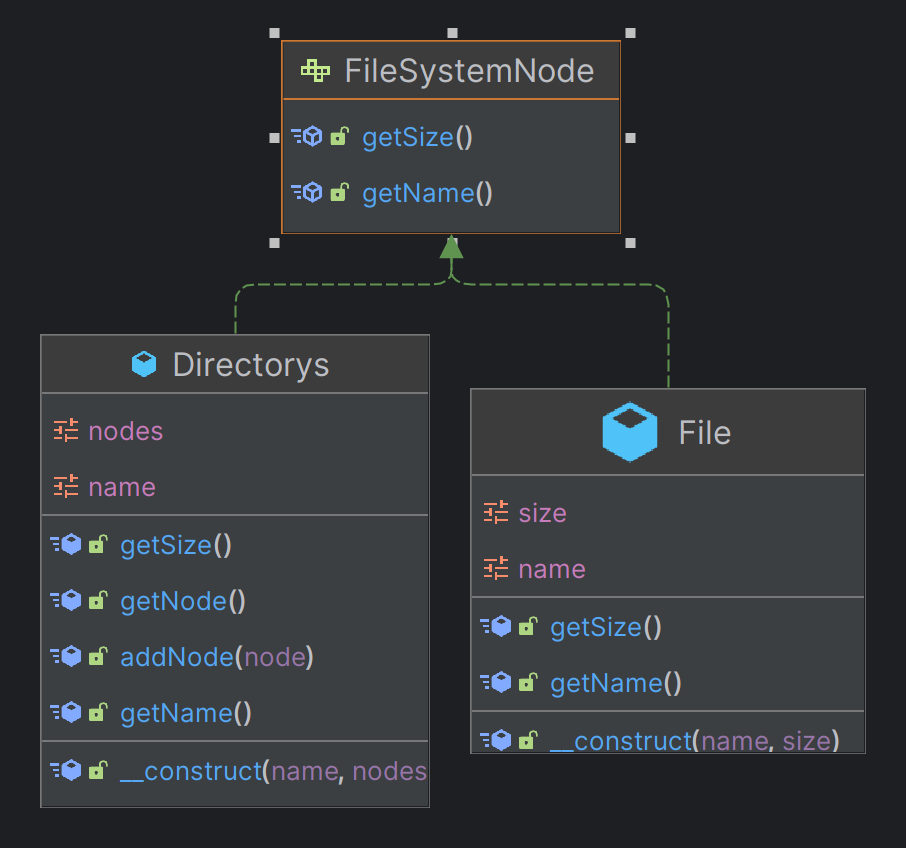 FileSystemNode
getSize()
getName()
Directorys
nodes
name
getSize()
getNode()
addNode(node)
getName()
__construct(name, nodes
File
size
name
getSize()
getName()
__construct(name, size)